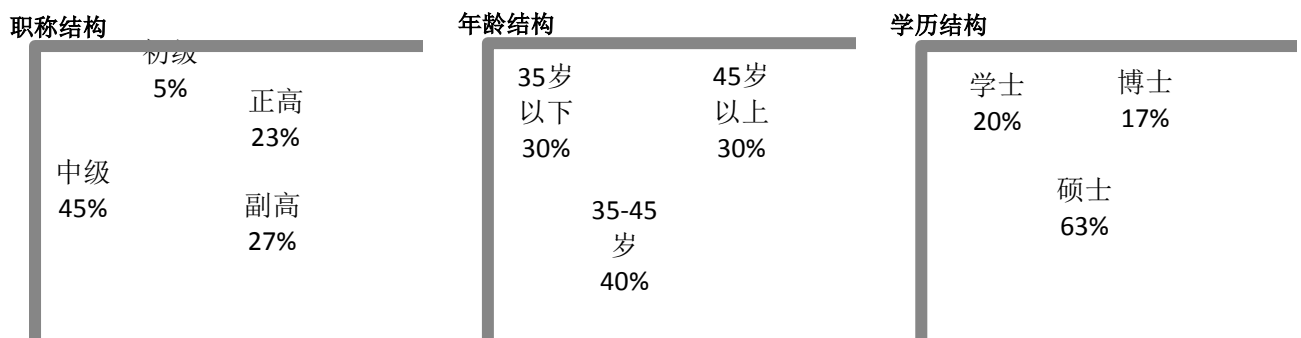 职称结构
初级
5%
正高
23%
中级
45%
副高
27%
年龄结构
35岁
以下
30%
45岁
以上
30%
35-45
岁
40%
学历结构
学士
20%
博士
17%
硕士
63%